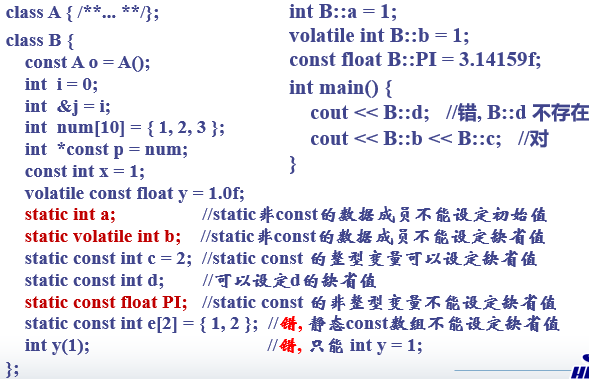 class A { /**... **/};
class B {
const A o = A();
int i = 0;
int &j = i;
int num[10] = { 1, 2, 3 };
int *const p = num;
const int x = 1;
volatile const float y = 1.0f;
static int a; //static非const的数据成员不能设定初始值
static volatile int b; //static非const的数据成员不能设定缺省值
static const int c = 2; //static const 的整型变量可以设定缺省值
static const int d; //可以设定d的缺省值
static const float PI; //static const 的非整型变量不能设定缺省值
static const int e[2] = { 1, 2 }; //错, 静态const数组不能设定缺省值
int y(1); //错, 只能 int y = 1;
};
int B::a = 1;
volatile int B::b = 1;
const float B::PI = 3.14159f;
int main() {
cout << B::d; //错, B::d 不存在
cout << B::b << B::c; //对
}